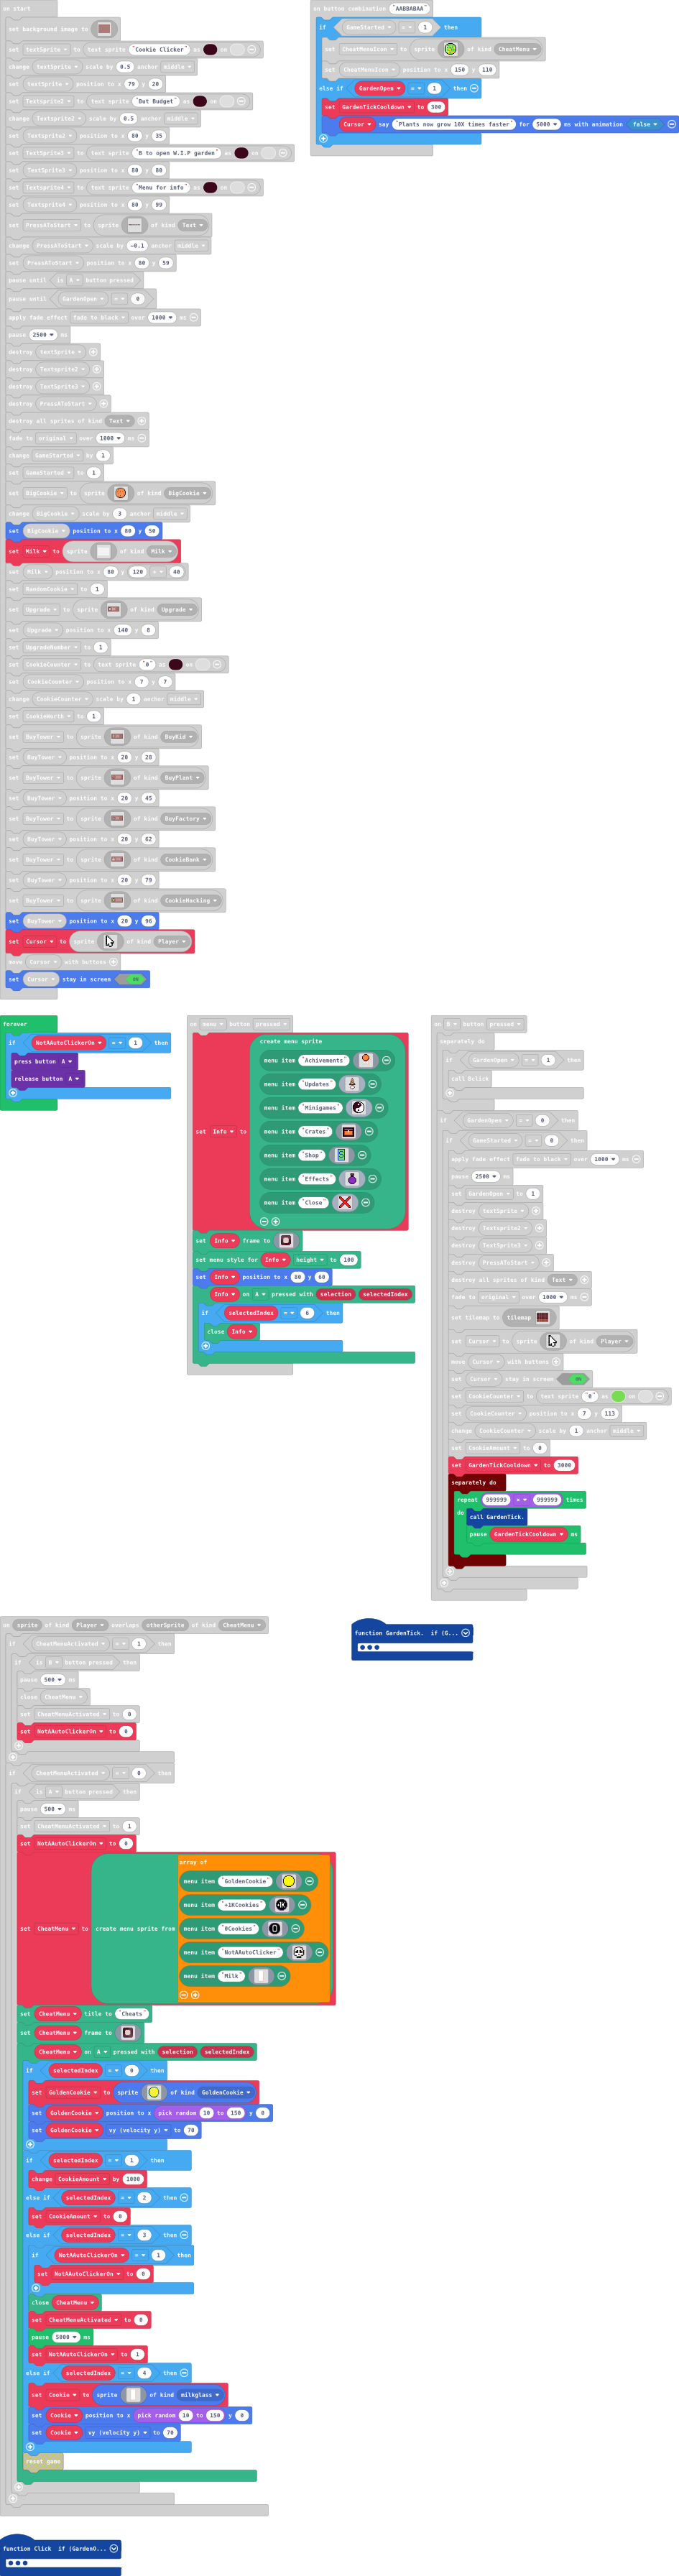 on start
set background image to
set textSprite to text sprite "Cookie Clicker" as on
change textSprite scale by 0.5 anchor middle
set textSprite position to x 79 y 20
set Textsprite2 to text sprite "But Budget" as on
change Textsprite2 scale by 0.5 anchor middle
set Textsprite2 position to x 80 y 35
set TextSprite3 to text sprite "B to open W.I.P garden" as on
set TextSprite3 position to x 80 y 80
set Textsprite4 to text sprite "Menu for info" as on
set Textsprite4 position to x 80 y 99
set PressAToStart to sprite of kind Text
change PressAToStart scale by -0.1 anchor middle
set PressAToStart position to x 80 y 59
pause until is A button pressed
pause until GardenOpen = 0
apply fade effect fade to black over 1000 ms
pause 2500 ms
destroy textSprite
destroy Textsprite2
destroy TextSprite3
destroy PressAToStart
destroy all sprites of kind Text
fade to original over 1000 ms
change GameStarted by 1
set GameStarted to 1
set BigCookie to sprite of kind BigCookie
change BigCookie scale by 3 anchor middle
set BigCookie position to x 80 y 50
set Milk to sprite of kind Milk
set Milk position to x 80 y 120 - 40
set RandomCookie to 1
set Upgrade to sprite of kind Upgrade
set Upgrade position to x 140 y 8
set UpgradeNumber to 1
set CookieCounter to text sprite "0" as on
set CookieCounter position to x 7 y 7
change CookieCounter scale by 1 anchor middle
set CookieWorth to 1
set BuyTower to sprite of kind BuyKid
set BuyTower position to x 20 y 28
set BuyTower to sprite of kind BuyPlant
set BuyTower position to x 20 y 45
set BuyTower to sprite of kind BuyFactory
set BuyTower position to x 20 y 62
set BuyTower to sprite of kind CookieBank
set BuyTower position to x 20 y 79
set BuyTower to sprite of kind CookieHacking
set BuyTower position to x 20 y 96
set Cursor to sprite of kind Player
move Cursor with buttons
set Cursor stay in screen ON
on button combination "AABBABAA"
if GameStarted = 1 then
set CheatMenuIcon to sprite of kind CheatMenu
set CheatMenuIcon position to x 150 y 110
else if GardenOpen = 1 then
set GardenTickCooldown to 300
Cursor say "Plants now grow 10X times faster" for 5000 ms with animation false
forever
if NotAAutoClickerOn = 1 then
press button A
release button A
on menu button pressed
set Info to create menu sprite
menu item "Achivements"
menu item "Updates"
menu item "Minigames"
menu item "Crates"
menu item "Shop"
menu item "Effects"
menu item "Close"
set Info frame to
set menu style for Info height to 100
set Info position to x 80 y 60
Info on A pressed with selection selectedIndex
if selectedIndex = 6 then
close Info
on B button pressed
separately do
if GardenOpen = 1 then
call Bclick
if GardenOpen = 0 then
if GameStarted = 0 then
apply fade effect fade to black over 1000 ms
pause 2500 ms
set GardenOpen to 1
destroy textSprite
destroy Textsprite2
destroy TextSprite3
destroy PressAToStart
destroy all sprites of kind Text
fade to original over 1000 ms
set tilemap to tilemap
set Cursor to sprite of kind Player
move Cursor with buttons
set Cursor stay in screen ON
set CookieCounter to text sprite "0" as on
set CookieCounter position to x 7 y 113
change CookieCounter scale by 1 anchor middle
set CookieAmount to 0
set GardenTickCooldown to 3000
separately do
repeat 999999 × 999999 times
do call GardenTick.
pause GardenTickCooldown ms
on sprite of kind Player overlaps otherSprite of kind CheatMenu
if CheatMenuActivated = 1 then
if is B button pressed then
pause 500 ms
close CheatMenu
set CheatMenuActivated to 0
set NotAAutoClickerOn to 0
if CheatMenuActivated = 0 then
if is A button pressed then
pause 500 ms
set CheatMenuActivated to 1
set NotAAutoClickerOn to 0
set CheatMenu to create menu sprite from array of
menu item "GoldenCookie"
menu item "+1KCookies"
menu item "0Cookies"
menu item "NotAAutoClicker"
menu item "Milk"
set CheatMenu title to "Cheats"
set CheatMenu frame to
CheatMenu on A pressed with selection selectedIndex
if selectedIndex = 0 then
set GoldenCookie to sprite of kind GoldenCookie
set GoldenCookie position to x pick random 10 to 150 y 0
set GoldenCookie vy (velocity y) to 70
if selectedIndex = 1 then
change CookieAmount by 1000
else if selectedIndex = 2 then
set CookieAmount to 0
else if selectedIndex = 3 then
if NotAAutoClickerOn = 1 then
set NotAAutoClickerOn to 0
close CheatMenu
set CheatMenuActivated to 0
pause 5000 ms
set NotAAutoClickerOn to 1
else if selectedIndex = 4 then
set Cookie to sprite of kind milkglass
set Cookie position to x pick random 10 to 150 y 0
set Cookie vy (velocity y) to 70
reset game
function GardenTick. if (G...
function Click if (GardenO...